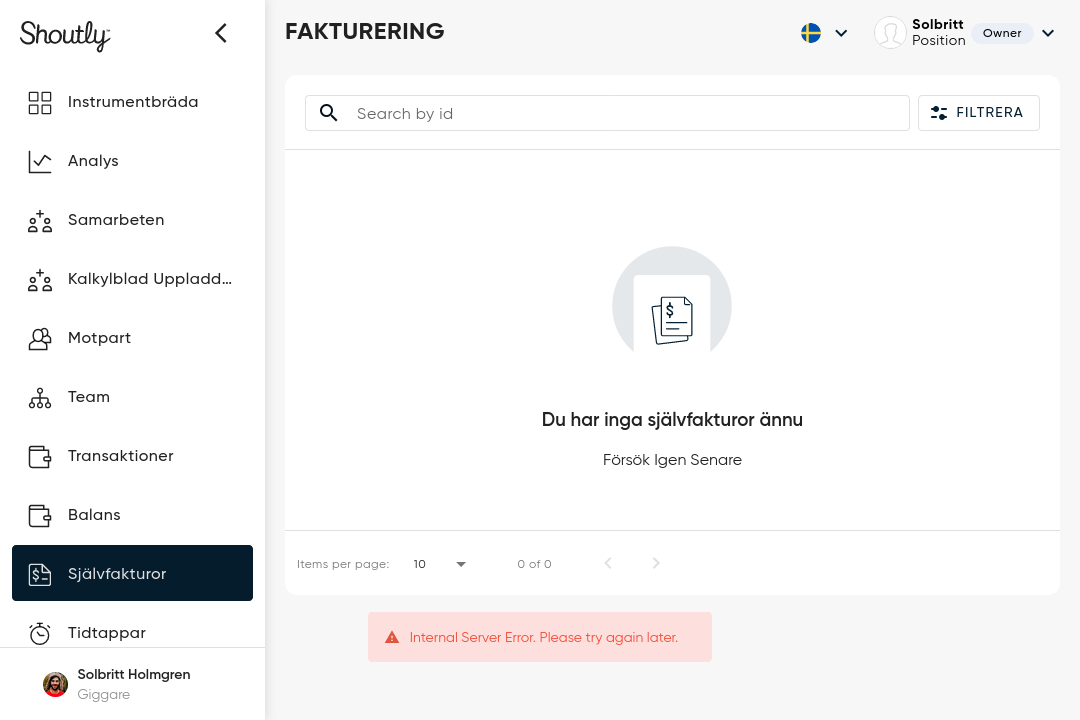 Shoutly
FAKTURERING
Solbritt
Position
Owner
Instrumentbräda
Analys
Samarbeten
Kalkylblad Uppladd...
Motpart
Team
Transaktioner
Balans
Självfakturor
Tidtappar
Solbritt Holmgren
Giggare
Search by id
FILTRERA
Du har inga självfakturor ännu
Försök Igen Senare
Items per page: 10 0 of 0
Internal Server Error. Please try again later.